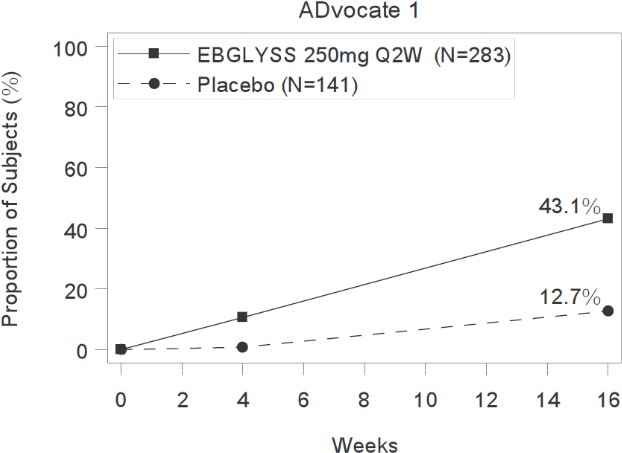 ADvocate 1
EBGLYSS 250mg Q2W (N=283)
Placebo (N=141)
Proportion of Subjects (%)
100
80
60
40
20
0
43.1%
12.7%
0 2 4 6 8 10 12 14 16
Weeks